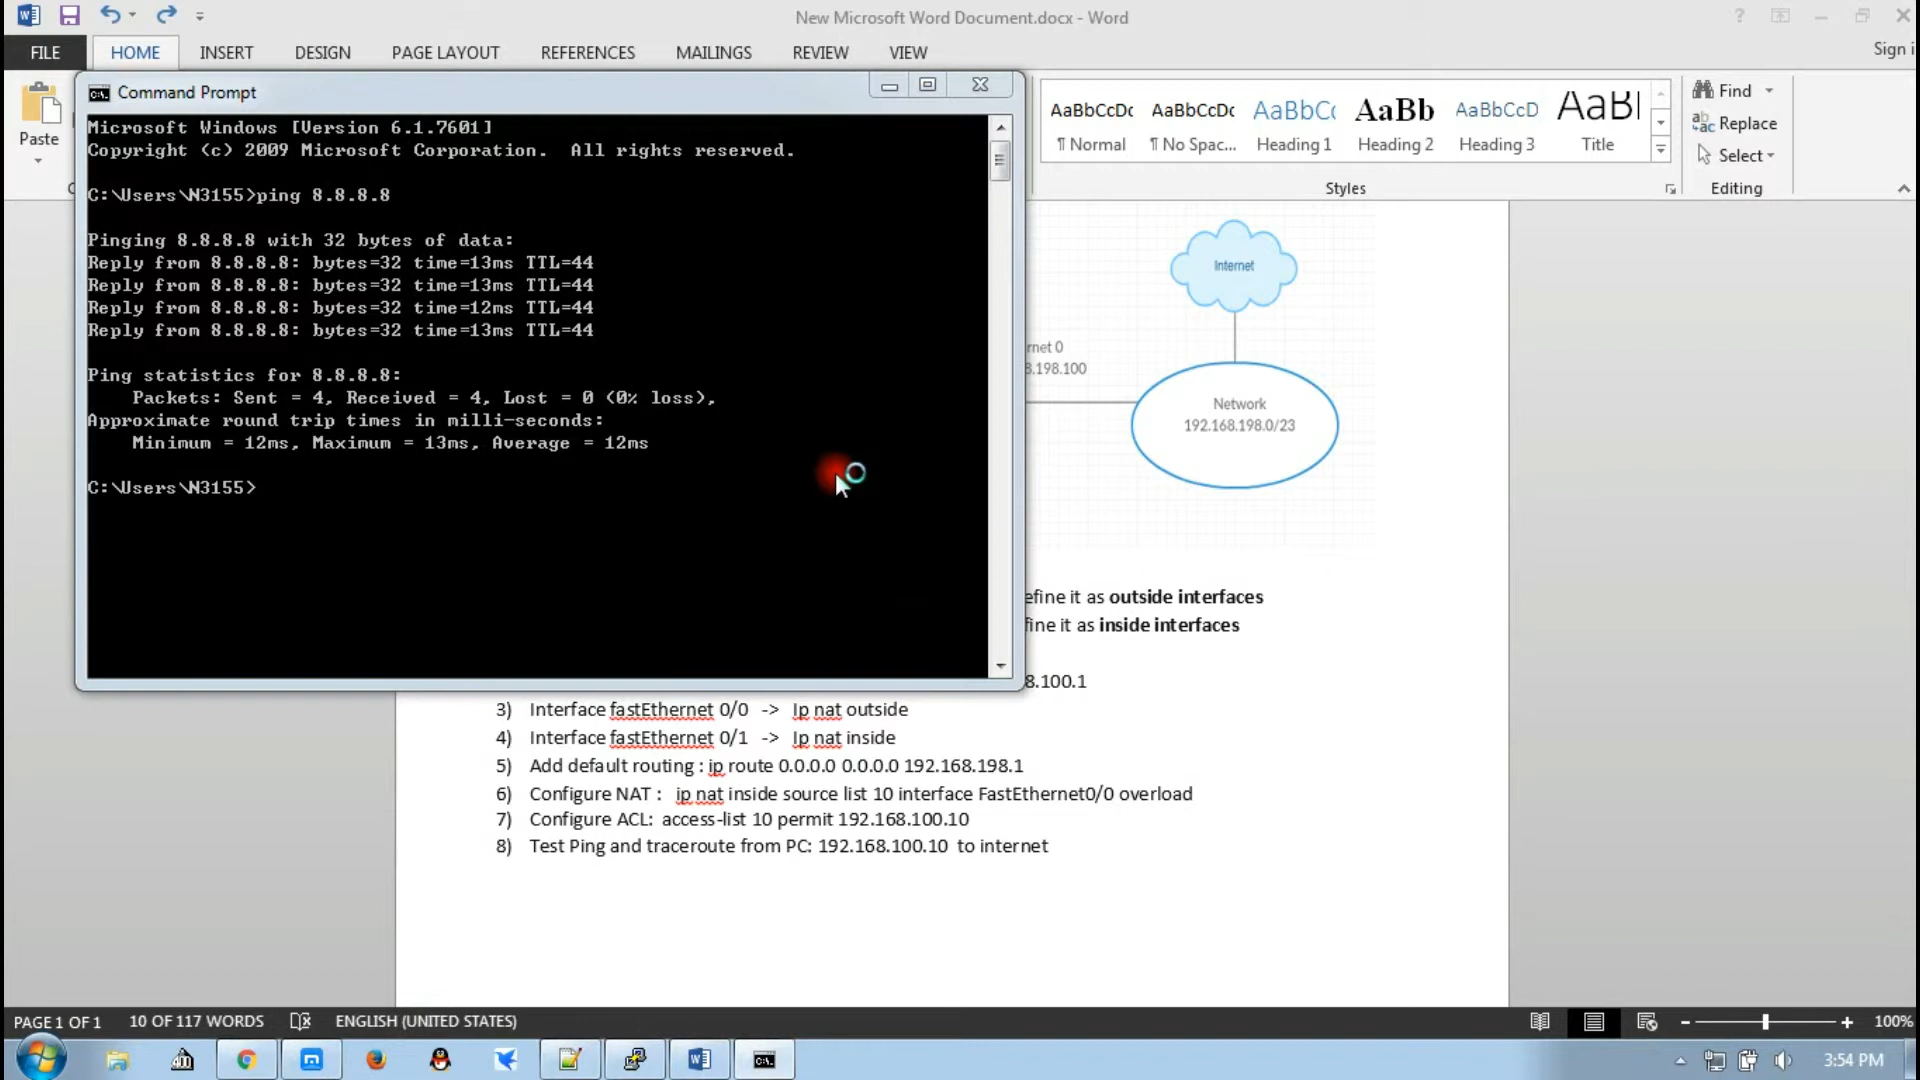 New Microsoft Word Document.docx - Word
Sign i
FILE HOME INSERT DESIGN PAGE LAYOUT REFERENCES MAILINGS REVIEW VIEW
Paste
AaBbCcDc AaBbCcDc AaBbCc AaBb AaBbCcD AaB
¶ Normal ¶ No Spac... Heading 1 Heading 2 Heading 3 Title
Styles
Find
Replace
Select
Editing
Command Prompt
Microsoft Windows [Version 6.1.7601]
Copyright (c) 2009 Microsoft Corporation.  All rights reserved.
C:\Users\N3155>ping 8.8.8.8
Pinging 8.8.8.8 with 32 bytes of data:
Reply from 8.8.8.8: bytes=32 time=13ms TTL=44
Reply from 8.8.8.8: bytes=32 time=13ms TTL=44
Reply from 8.8.8.8: bytes=32 time=12ms TTL=44
Reply from 8.8.8.8: bytes=32 time=13ms TTL=44
Ping statistics for 8.8.8.8:
Packets: Sent = 4, Received = 4, Lost = 0 (0% loss),
Approximate round trip times in milli-seconds:
Minimum = 12ms, Maximum = 13ms, Average = 12ms
C:\Users\N3155>
Internet
rnet 0
8.198.100
Network
192.168.198.0/23
efine it as outside interfaces
fine it as inside interfaces
8.100.1
3) Interface fastEthernet 0/0 -> Ip nat outside
4) Interface fastEthernet 0/1 -> Ip nat inside
5) Add default routing : ip route 0.0.0.0 0.0.0.0 192.168.198.1
6) Configure NAT : ip nat inside source list 10 interface FastEthernet0/0 overload
7) Configure ACL: access-list 10 permit 192.168.100.10
8) Test Ping and traceroute from PC: 192.168.100.10 to internet
PAGE 1 OF 1 10 OF 117 WORDS ENGLISH (UNITED STATES) 100%
3:54 PM